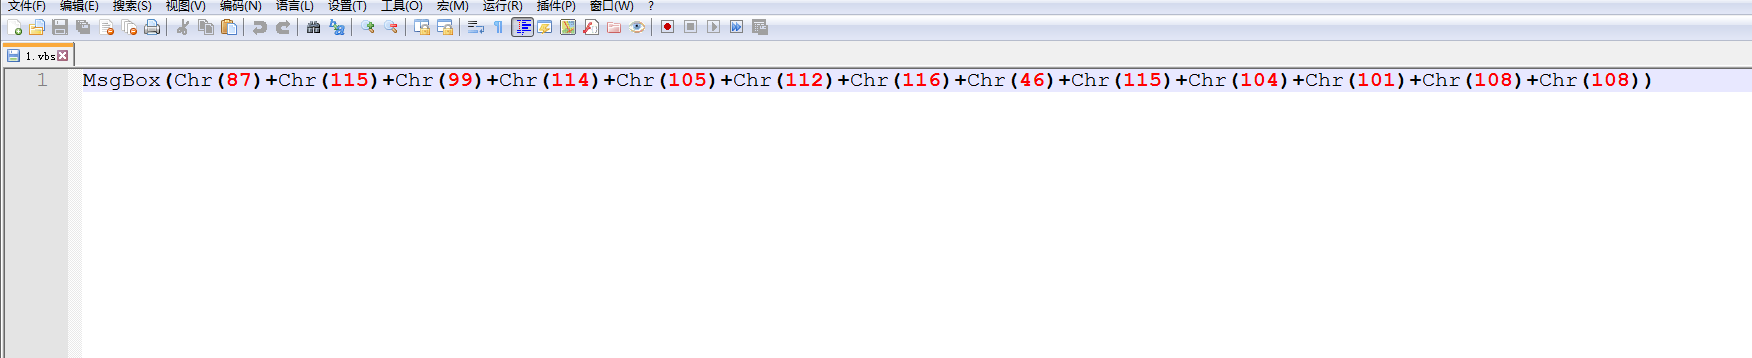 文件(F) 编辑(E) 搜索(S) 视图(V) 编码(N) 语言(L) 设置(T) 工具(O) 宏(M) 运行(R) 插件(P) 窗口(W) ?
1.vbs
1 MsgBox(Chr(87)+Chr(115)+Chr(99)+Chr(114)+Chr(105)+Chr(112)+Chr(116)+Chr(46)+Chr(115)+Chr(104)+Chr(101)+Chr(108)+Chr(108))